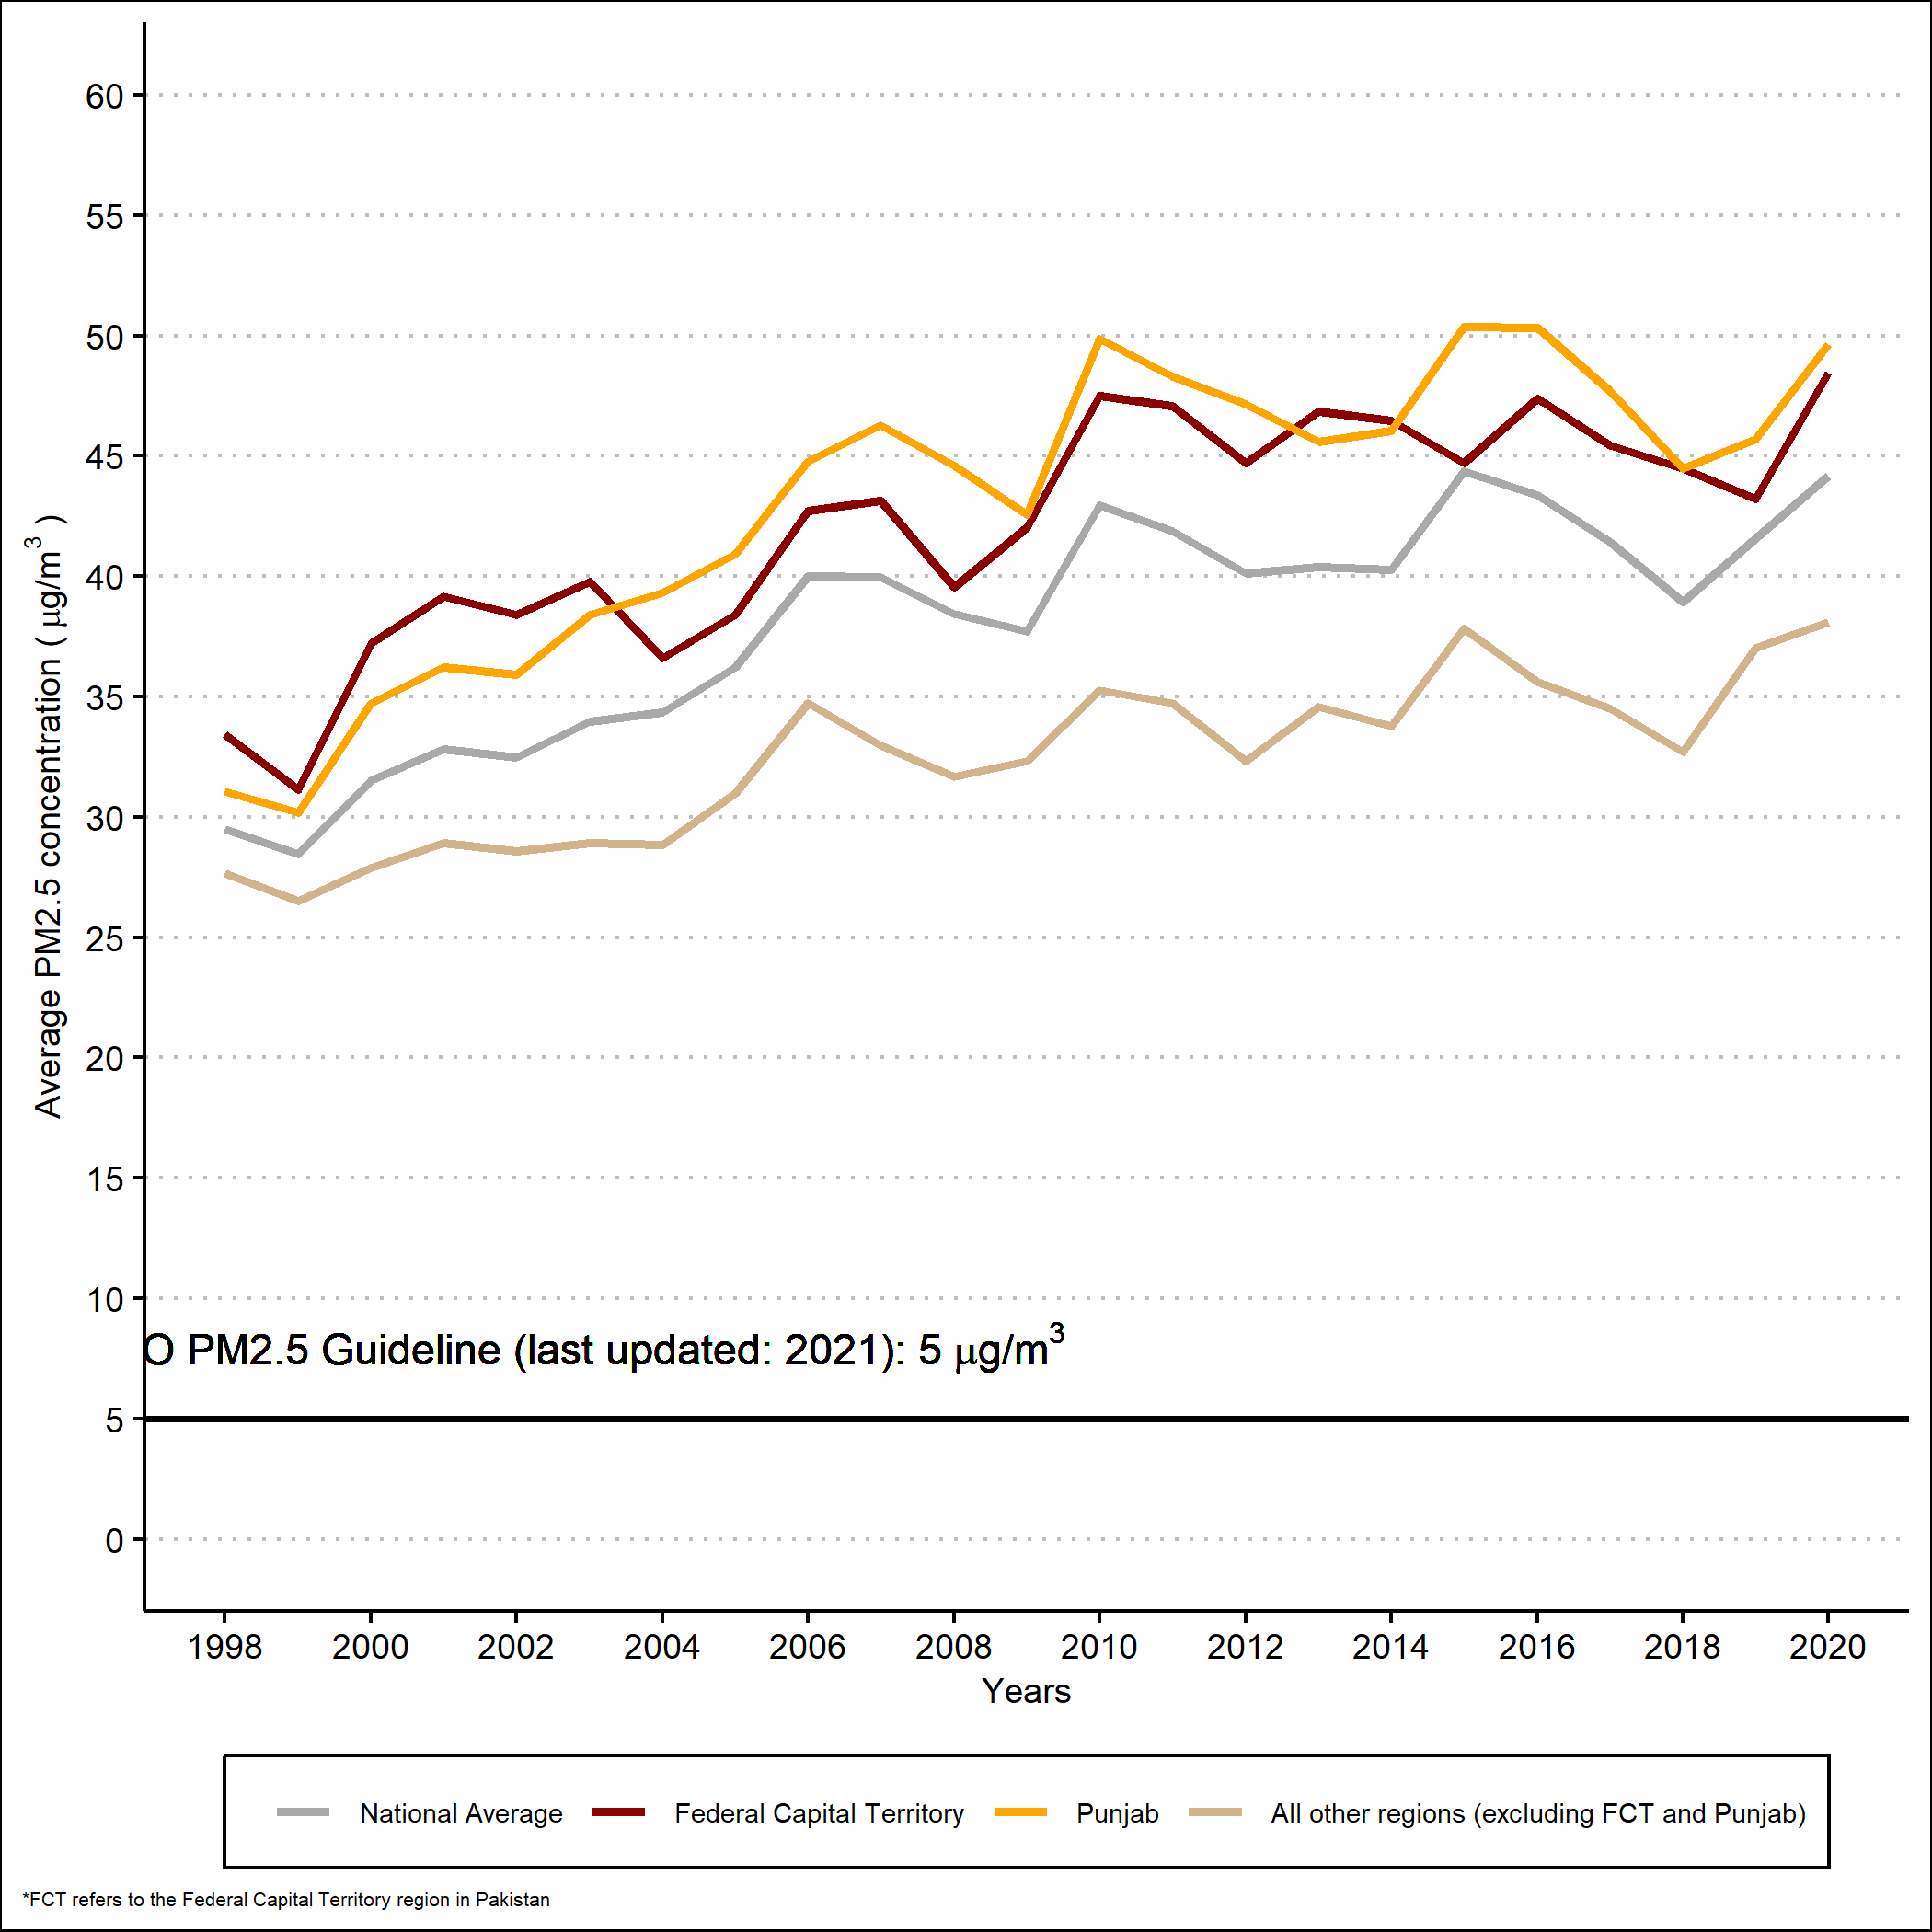 60
55
50
45
40
35
30
25
20
15
10
5
0
Average PM2.5 concentration ( μg/m³ )
O PM2.5 Guideline (last updated: 2021): 5 μg/m³
1998 2000 2002 2004 2006 2008 2010 2012 2014 2016 2018 2020
Years
National Average Federal Capital Territory Punjab All other regions (excluding FCT and Punjab)
*FCT refers to the Federal Capital Territory region in Pakistan